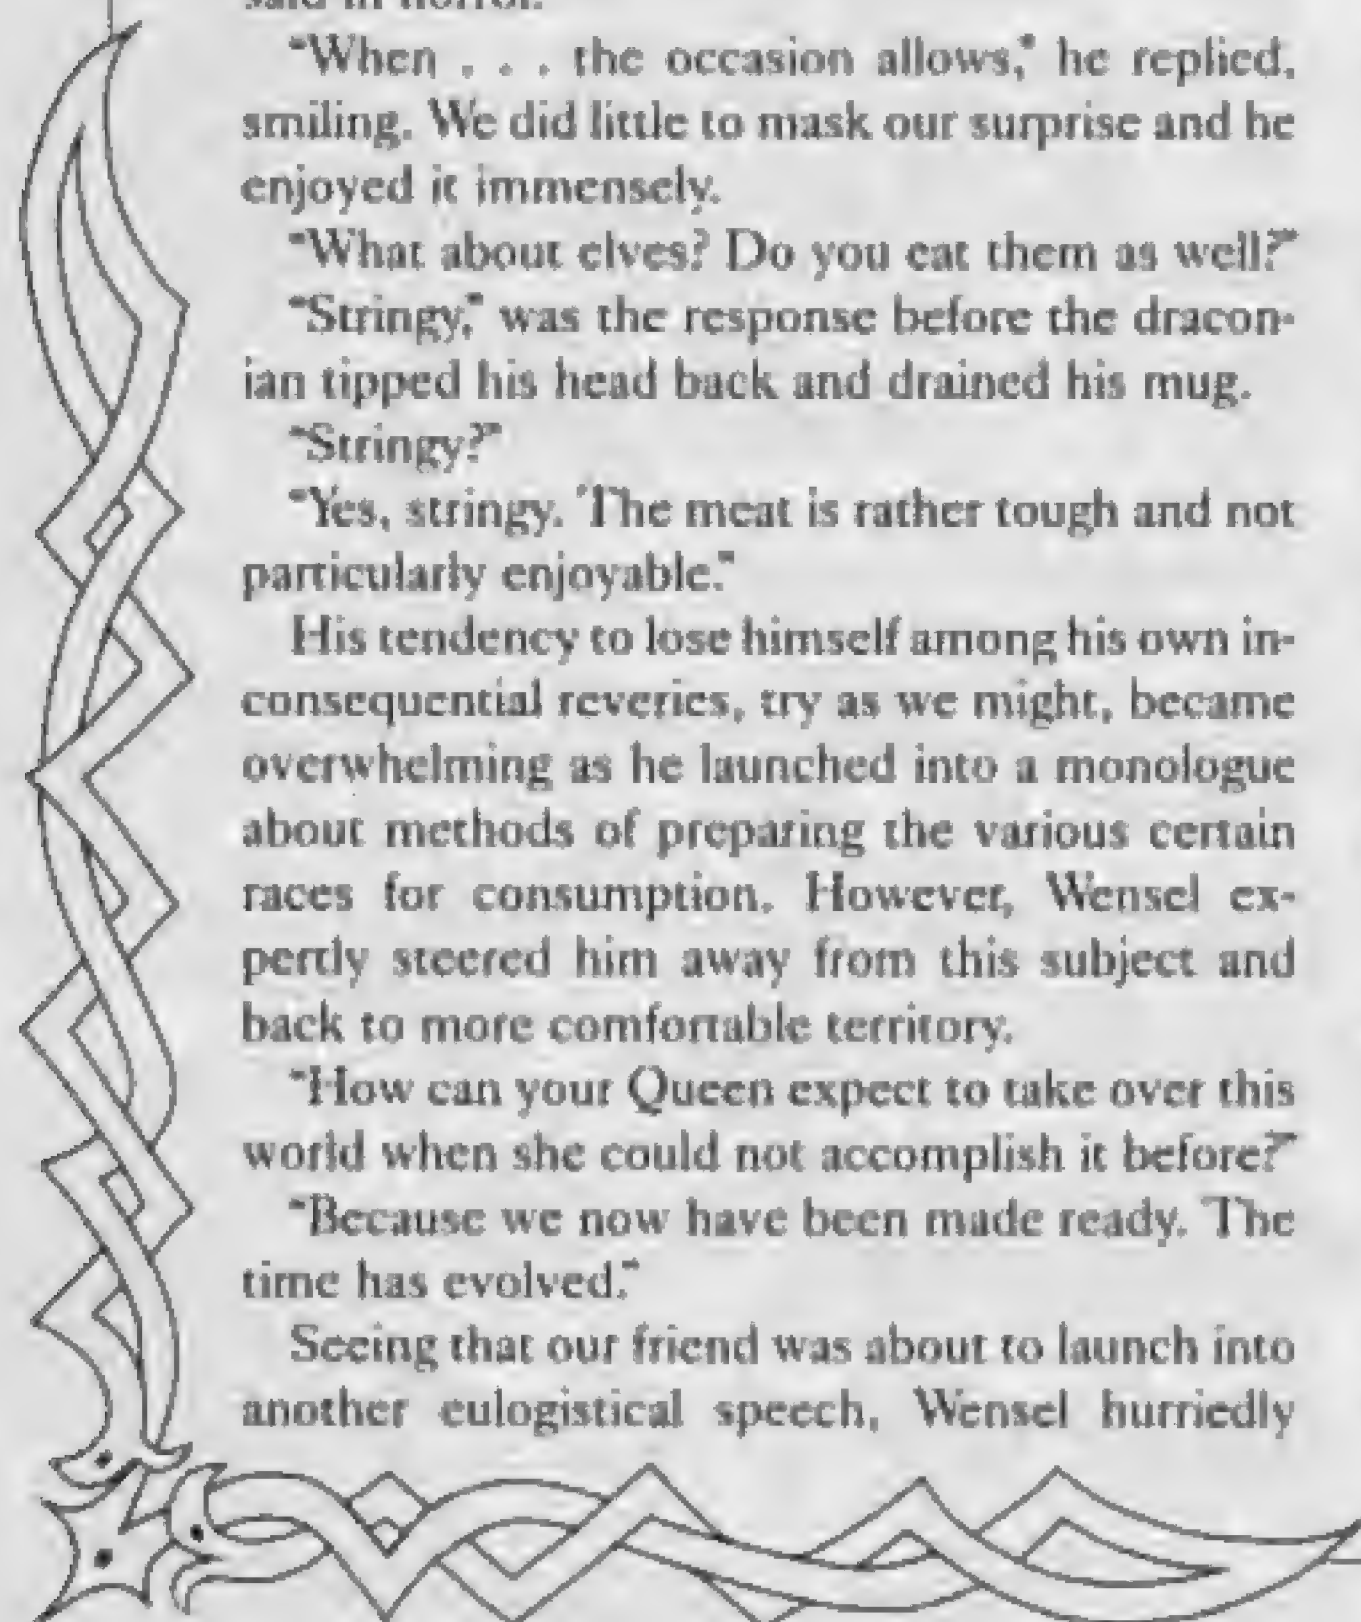 said in horror.
"When . . . the occasion allows," he replied,
smiling. We did little to mask our surprise and he
enjoyed it immensely.
"What about elves? Do you eat them as well?"
"Stringy," was the response before the dracon-
ian tipped his head back and drained his mug.
"Stringy?"
"Yes, stringy. The meat is rather tough and not
particularly enjoyable."
His tendency to lose himself among his own in-
consequential reveries, try as we might, became
overwhelming as he launched into a monologue
about methods of preparing the various certain
races for consumption. However, Wensel ex-
pertly steered him away from this subject and
back to more comfortable territory.
"How can your Queen expect to take over this
world when she could not accomplish it before?"
"Because we now have been made ready. The
time has evolved."
Seeing that our friend was about to launch into
another eulogistical speech, Wensel hurriedly